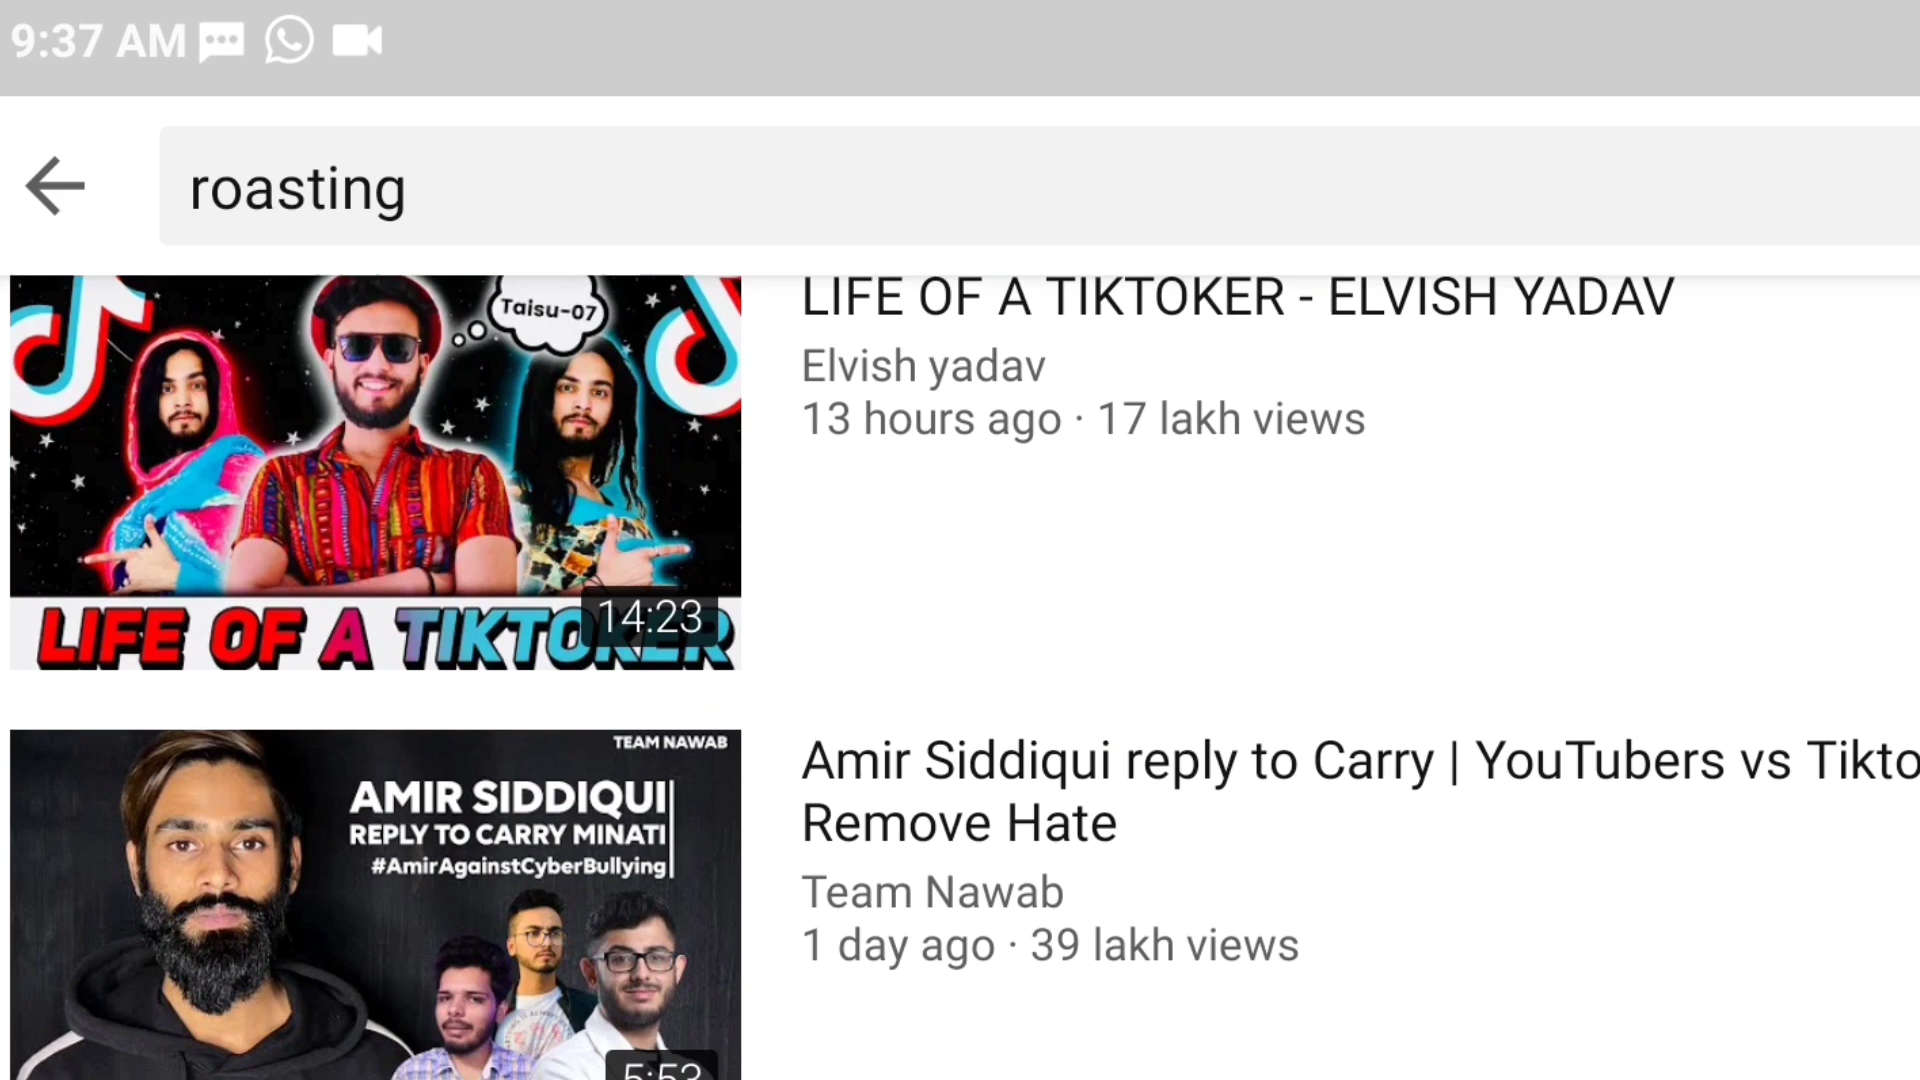 9:37 AM
roasting
Taisu-07
LIFE OF A TIKTOKER
14:23
LIFE OF A TIKTOKER - ELVISH YADAV
Elvish yadav
13 hours ago · 17 lakh views
TEAM NAWAB
AMIR SIDDIQUI
REPLY TO CARRY MINATI
#AmirAgainstCyberBullying
5:53
Amir Siddiqui reply to Carry | YouTubers vs Tikto
Remove Hate
Team Nawab
1 day ago · 39 lakh views